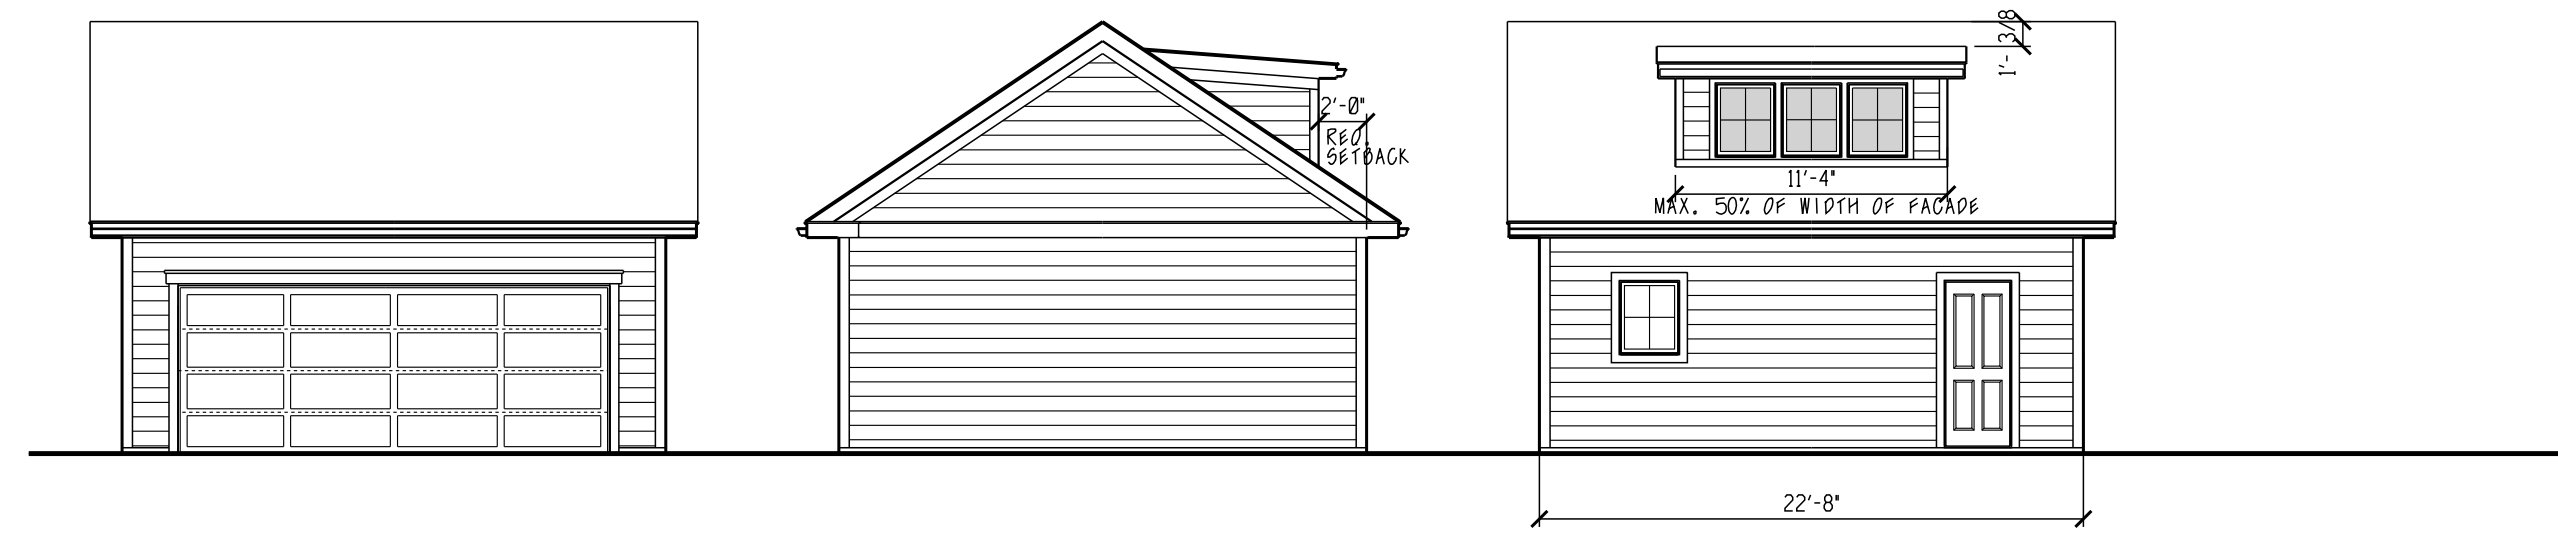 2'-0"
REQ.
SETBACK
1'- 3/8
11'-4"
MAX. 50% OF WIDTH OF FACADE
22'-8"